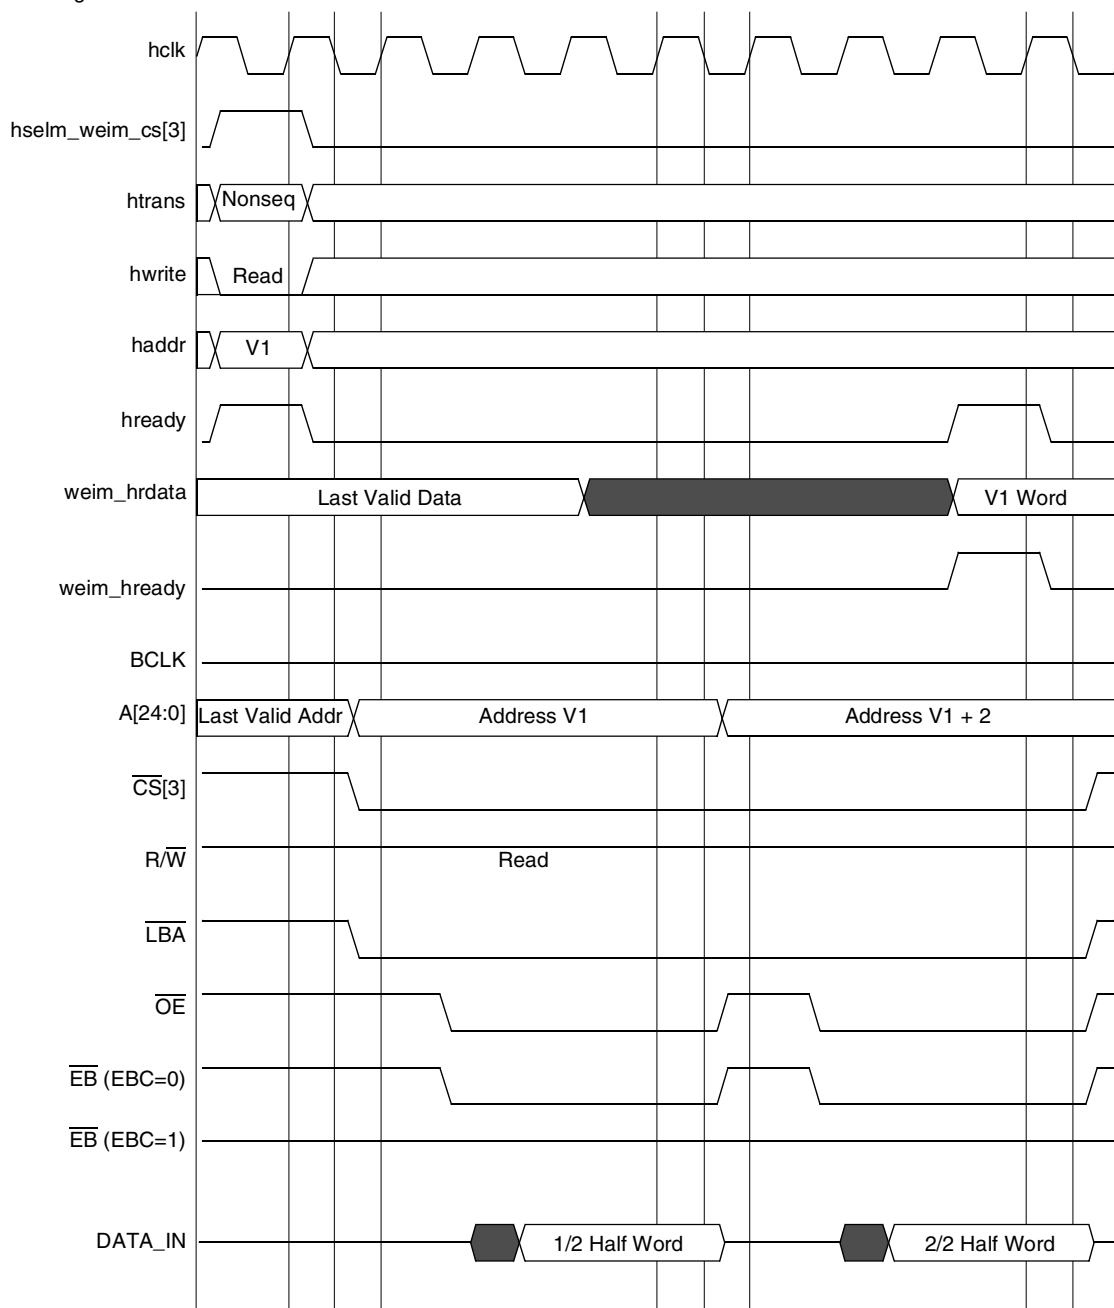 hclk
hselm_weim_cs[3]
htrans Nonseq
hwrite Read
haddr V1
hready
weim_hrdata Last Valid Data V1 Word
weim_hready
BCLK
A[24:0] Last Valid Addr Address V1 Address V1 + 2
CS[3]
R/W Read
LBA
OE
EB (EBC=0)
EB (EBC=1)
DATA_IN 1/2 Half Word 2/2 Half Word